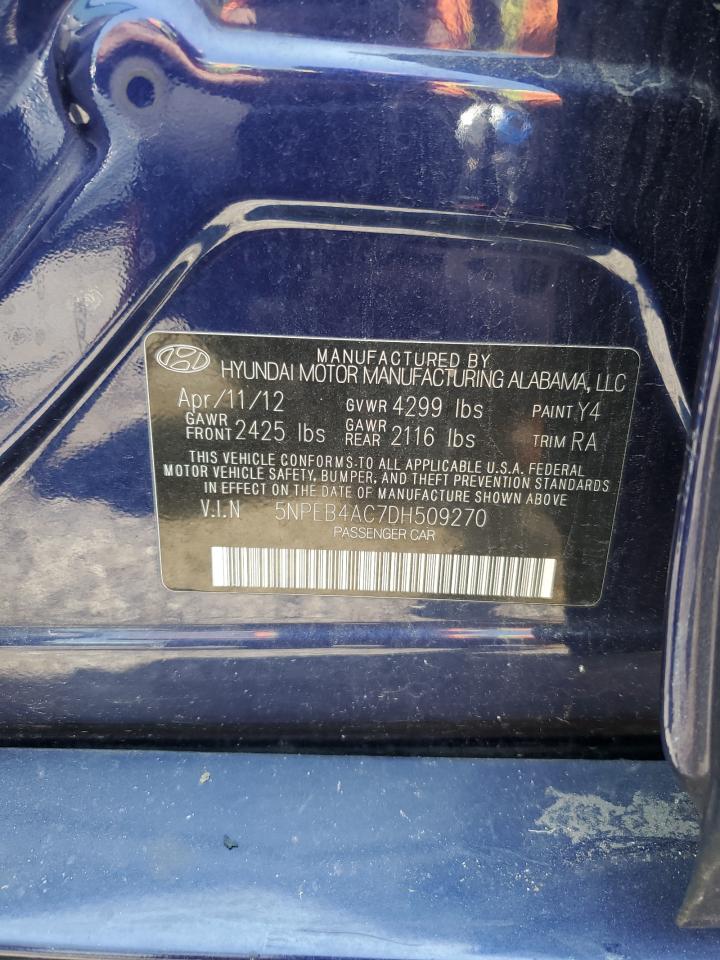 MANUFACTURED BY
HYUNDAI MOTOR MANUFACTURING ALABAMA, LLC
Apr/11/12 GVWR 4299 lbs PAINT Y4
GAWR FRONT 2425 lbs GAWR REAR 2116 lbs TRIM RA
THIS VEHICLE CONFORMS TO ALL APPLICABLE U.S.A. FEDERAL
MOTOR VEHICLE SAFETY, BUMPER, AND THEFT PREVENTION STANDARDS
IN EFFECT ON THE DATE OF MANUFACTURE SHOWN ABOVE
V.I.N 5NPEB4AC7DH509270
PASSENGER CAR